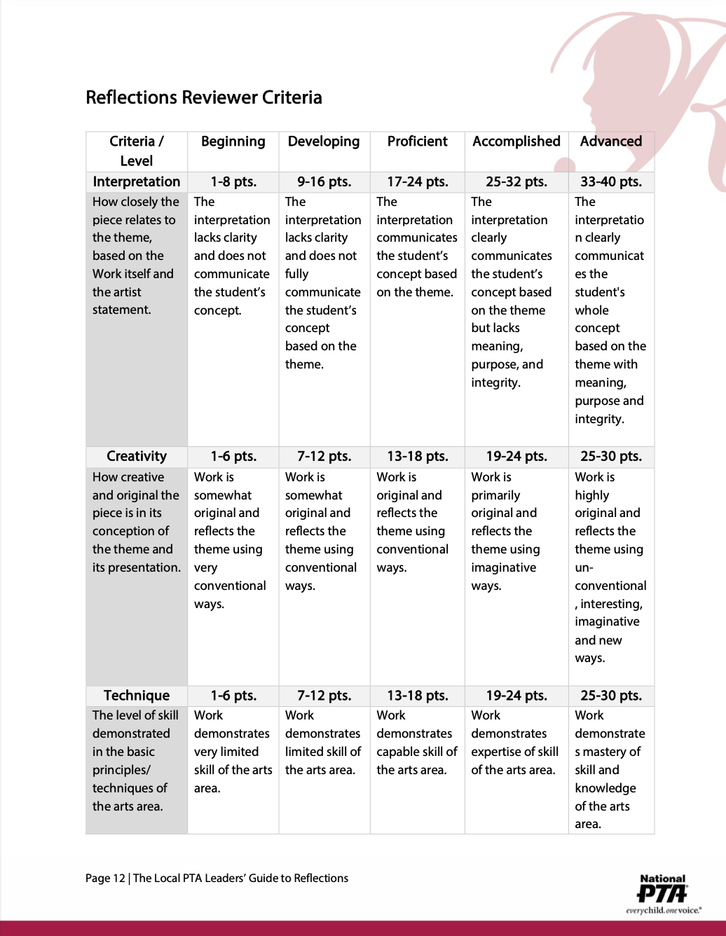 Reflections Reviewer Criteria
Criteria /
Level
Beginning
Developing
Proficient
Accomplished
Advanced
Interpretation
1-8 pts.
9-16 pts.
17-24 pts.
25-32 pts.
33-40 pts.
How closely the
piece relates to
the theme,
based on the
Work itself and
the artist
statement.
The
interpretation
lacks clarity
and does not
communicate
the student's
concept.
The
interpretation
lacks clarity
and does not
fully
communicate
the student's
concept
based on the
theme.
The
interpretation
communicates
the student's
concept based
on the theme.
The
interpretation
clearly
communicates
the student's
concept based
on the theme
but lacks
meaning,
purpose, and
integrity.
The
interpretatio
n clearly
communicat
es the
student's
whole
concept
based on the
theme with
meaning,
purpose and
integrity.
Creativity
1-6 pts.
7-12 pts.
13-18 pts.
19-24 pts.
25-30 pts.
How creative
and original the
piece is in its
conception of
the theme and
its presentation.
Work is
somewhat
original and
reflects the
theme using
very
conventional
ways.
Work is
somewhat
original and
reflects the
theme using
conventional
ways.
Work is
original and
reflects the
theme using
conventional
ways.
Work is
primarily
original and
reflects the
theme using
imaginative
ways.
Work is
highly
original and
reflects the
theme using
un-
conventional
, interesting,
imaginative
and new
ways.
Technique
1-6 pts.
7-12 pts.
13-18 pts.
19-24 pts.
25-30 pts.
The level of skill
demonstrated
in the basic
principles/
techniques of
the arts area.
Work
demonstrates
very limited
skill of the arts
area.
Work
demonstrates
limited skill of
the arts area.
Work
demonstrates
capable skill of
the arts area.
Work
demonstrates
expertise of skill
of the arts area.
Work
demonstrate
s mastery of
skill and
knowledge
of the arts
area.
Page 12 | The Local PTA Leaders' Guide to Reflections
National
PTA
everychild.onevoice.®